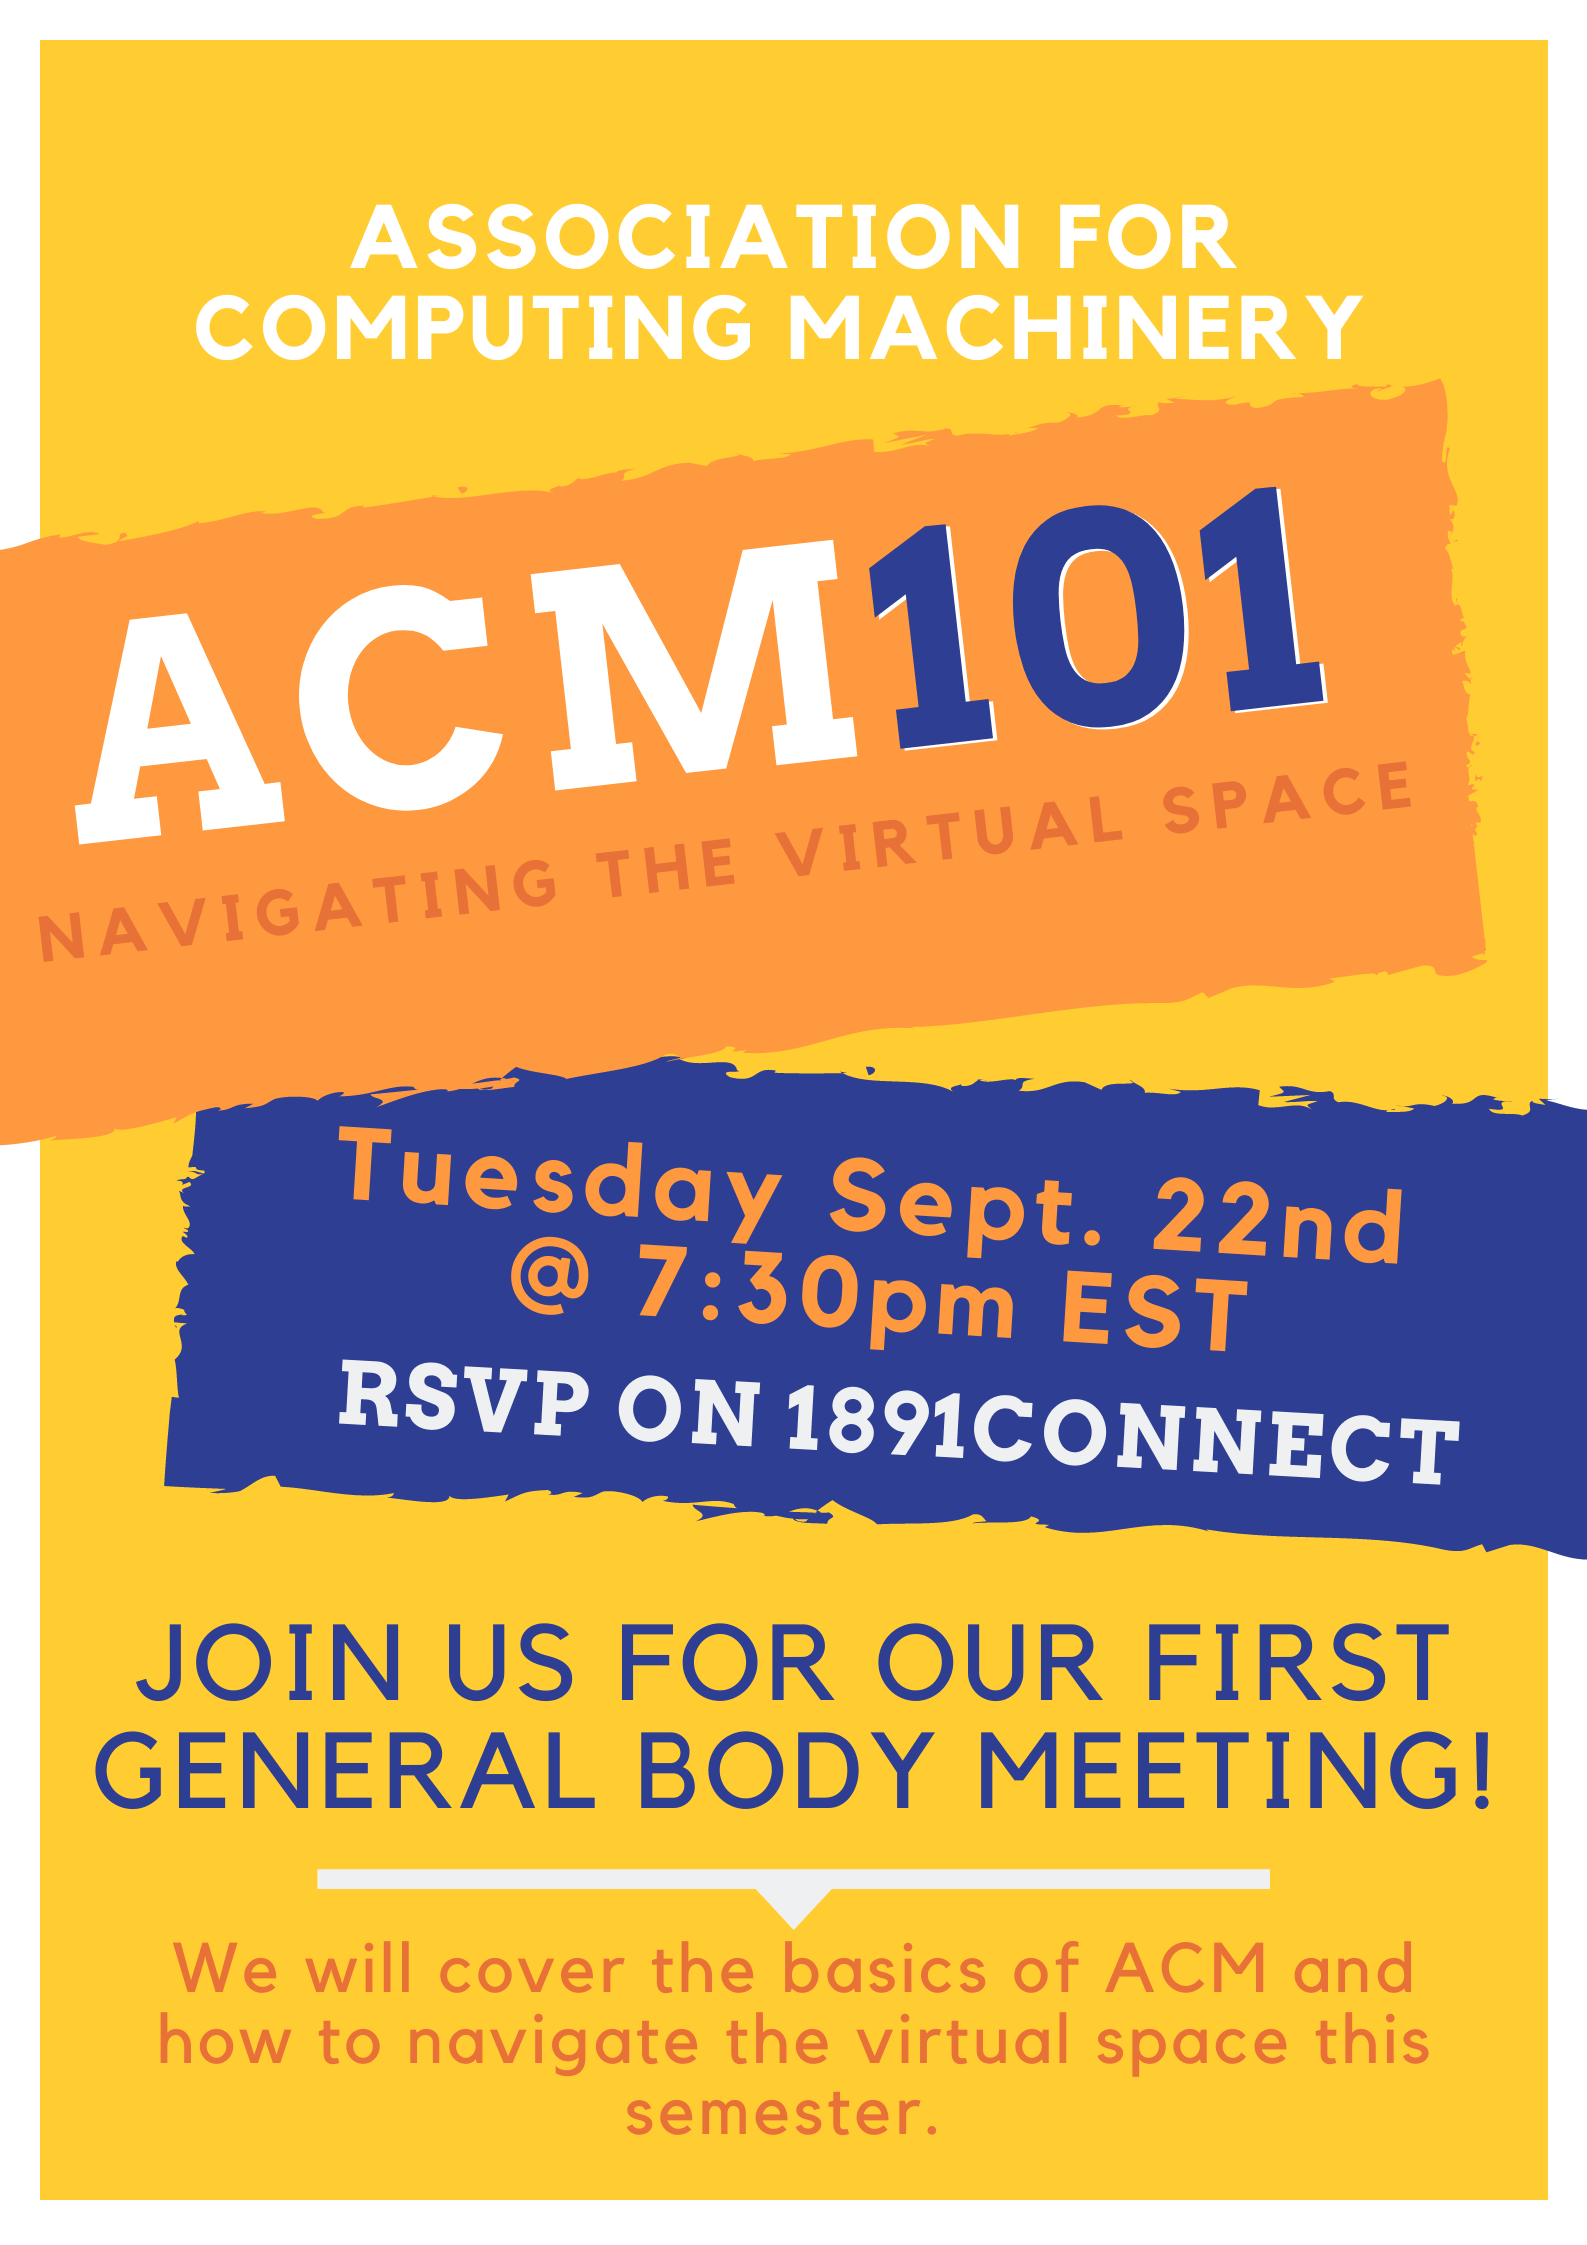 ASSOCIATION FOR
COMPUTING MACHINERY
ACM101
NAVIGATING THE VIRTUAL SPACE
Tuesday Sept. 22nd
@ 7:30pm EST
RSVP ON 1891CONNECT
JOIN US FOR OUR FIRST
GENERAL BODY MEETING!
We will cover the basics of ACM and
how to navigate the virtual space this
semester.